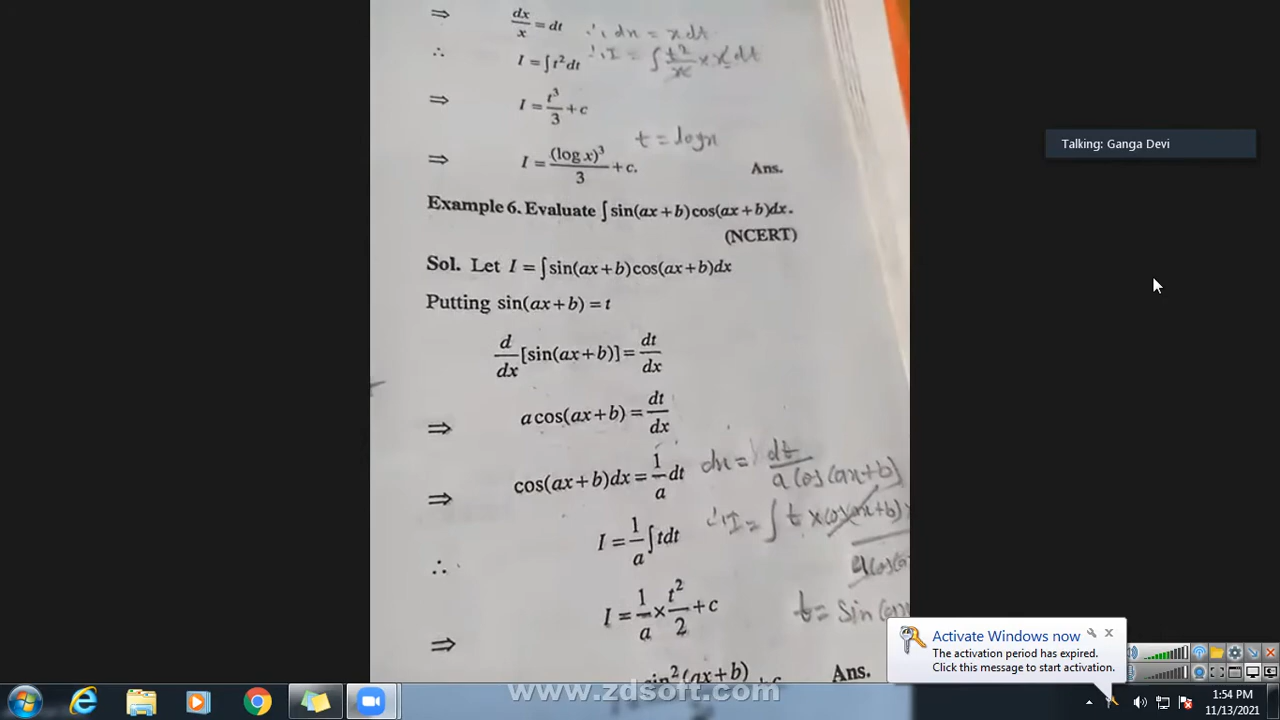 ⇒ dx/x = dt ∴ dx = x dt
∴ I = ∫t²dt ∴ I = ∫ t²/x × x dt
⇒ I = t³/3 + c
t = log x
⇒ I = (log x)³/3 + c. Ans.
Talking: Ganga Devi
Example 6. Evaluate ∫sin(ax+b)cos(ax+b)dx.
(NCERT)
Sol. Let I = ∫sin(ax+b)cos(ax+b)dx
Putting sin(ax+b) = t
d/dx [sin(ax+b)] = dt/dx
⇒ a cos(ax+b) = dt/dx
⇒ cos(ax+b)dx = 1/a dt dx = dt/a cos(ax+b)
∴ I = 1/a ∫tdt ∴ I = ∫ t × cos(ax+b) ×
⇒ I = 1/a × t²/2 + c t = sin
sin²(ax+b) Ans.
Activate Windows now
The activation period has expired.
Click this message to start activation.
www.zdsoft.com
1:54 PM
11/13/2021